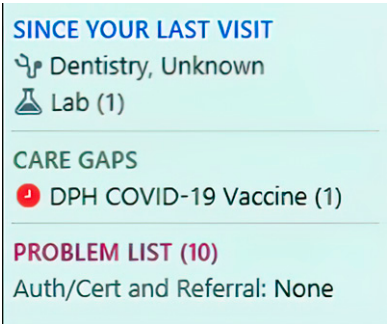 SINCE YOUR LAST VISIT
Dentistry, Unknown
Lab (1)
CARE GAPS
DPH COVID-19 Vaccine (1)
PROBLEM LIST (10)
Auth/Cert and Referral: None